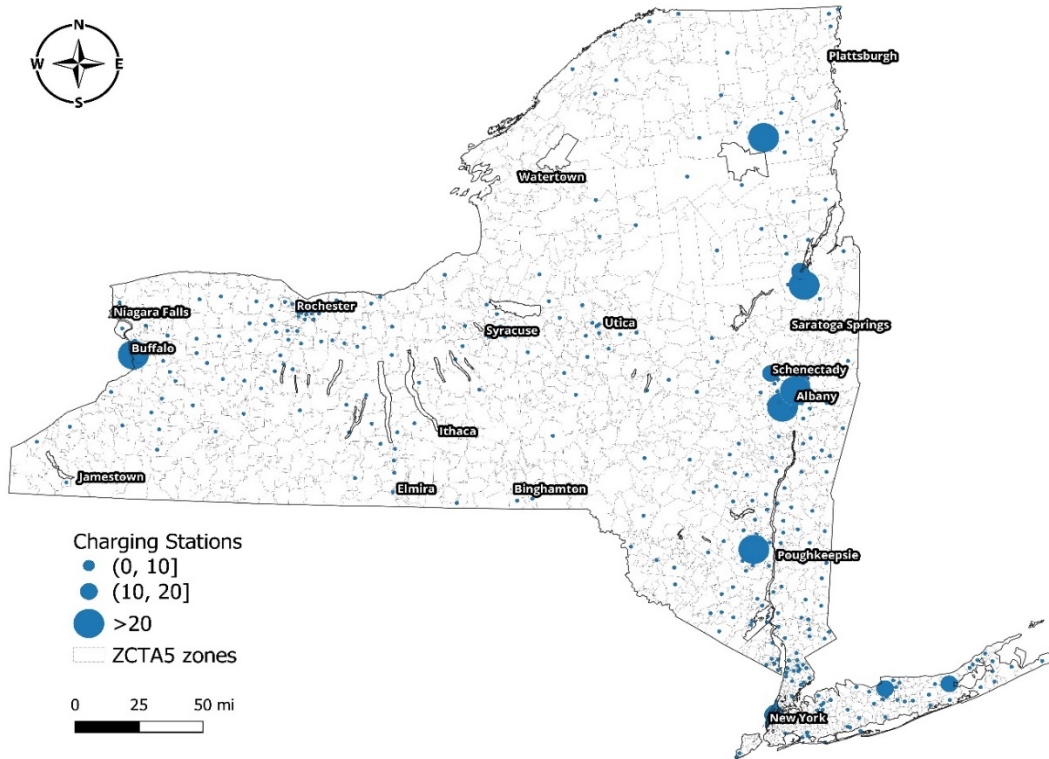 N
W E
S
Plattsburgh
Watertown
Niagara Falls
Rochester
Syracuse
Utica
Saratoga Springs
Buffalo
Schenectady
Albany
Ithaca
Jamestown
Elmira
Binghamton
Poughkeepsie
New York
Charging Stations
(0, 10]
(10, 20]
>20
ZCTA5 zones
0 25 50 mi